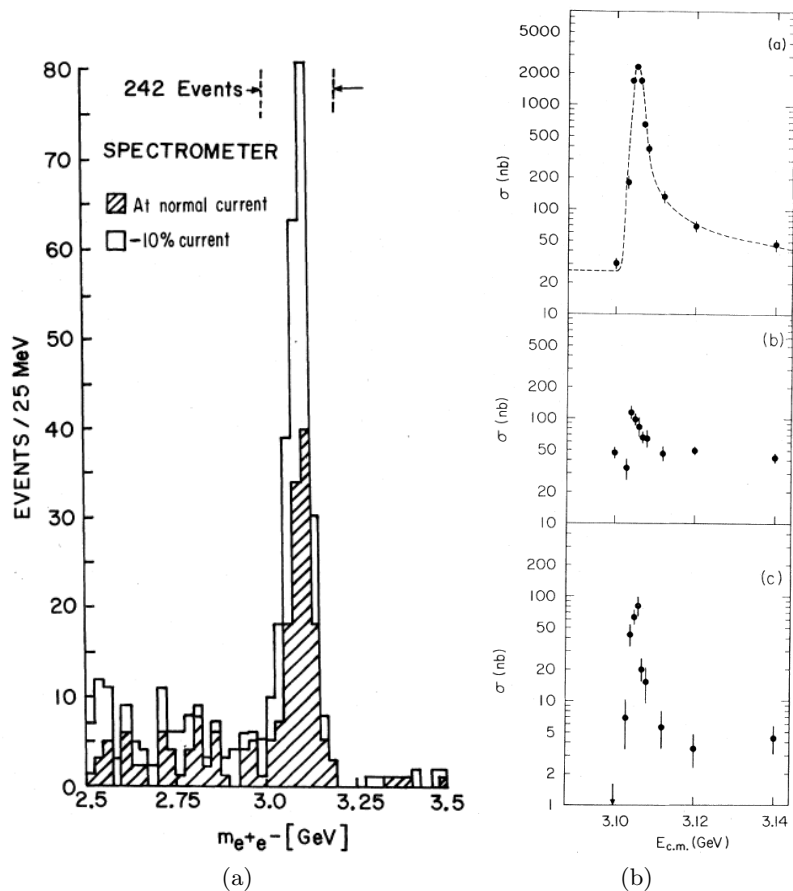 80
70
60
50
40
30
20
10
0
EVENTS / 25 MeV
242 Events
SPECTROMETER
At normal current
-10% current
2.5
2.75
3.0
3.25
3.5
m e+e- [GeV]
(a)
5000
2000
1000
500
200
100
50
20
10
σ (nb)
(a)
500
200
100
50
20
10
σ (nb)
(b)
200
100
50
20
10
5
2
1
σ (nb)
(c)
3.10
3.12
3.14
E c.m. (GeV)
(b)